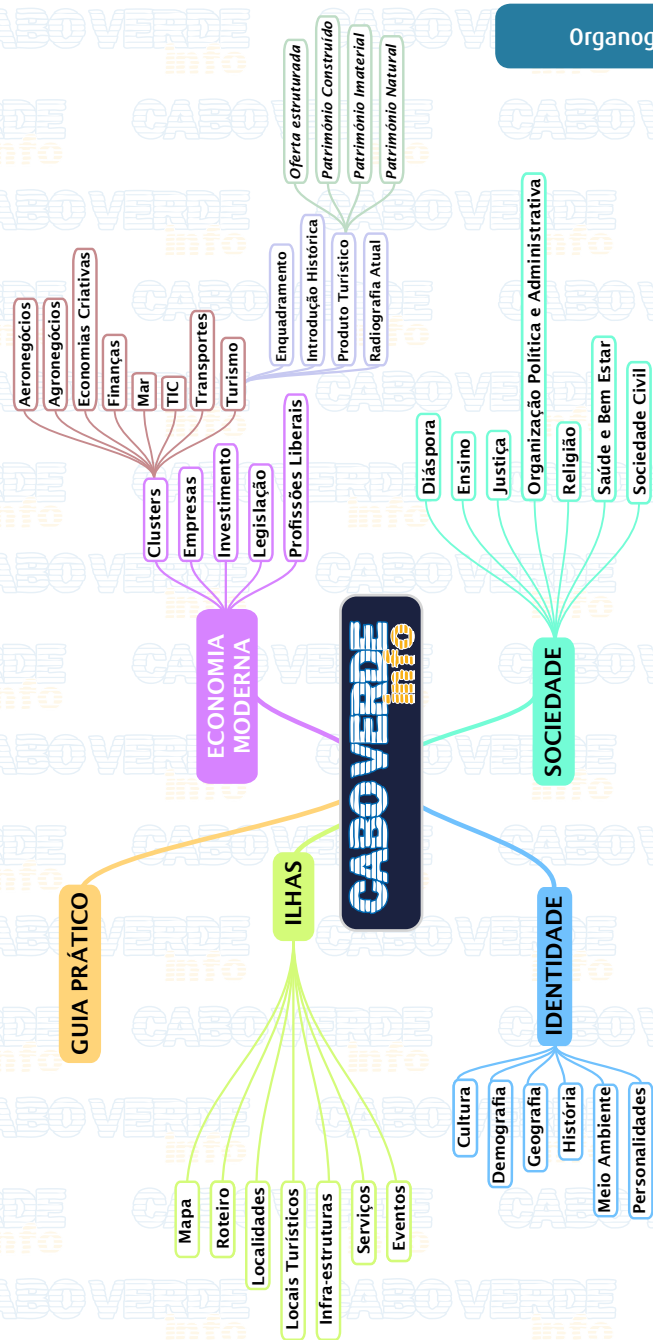 Organog
CABOVERDE
info
GUIA PRÁTICO
ILHAS
Mapa
Roteiro
Localidades
Locais Turísticos
Infra-estruturas
Serviços
Eventos
IDENTIDADE
Cultura
Demografia
Geografia
História
Meio Ambiente
Personalidades
ECONOMIA
MODERNA
Clusters
Empresas
Investimento
Legislação
Profissões Liberais
Aeronegócios
Agronegócios
Economias Criativas
Finanças
Mar
TIC
Transportes
Turismo
Enquadramento
Introdução Histórica
Produto Turístico
Radiografia Atual
Oferta estruturada
Património Construído
Património Imaterial
Património Natural
SOCIEDADE
Diáspora
Ensino
Justiça
Organização Política e Administrativa
Religião
Saúde e Bem Estar
Sociedade Civil